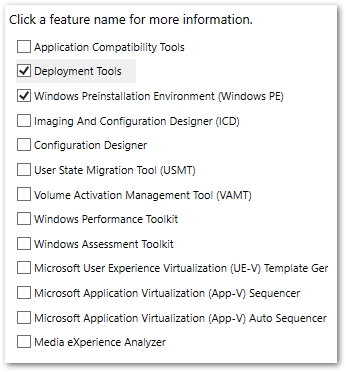 Click a feature name for more information.
Application Compatibility Tools
Deployment Tools
Windows Preinstallation Environment (Windows PE)
Imaging And Configuration Designer (ICD)
Configuration Designer
User State Migration Tool (USMT)
Volume Activation Management Tool (VAMT)
Windows Performance Toolkit
Windows Assessment Toolkit
Microsoft User Experience Virtualization (UE-V) Template Ger
Microsoft Application Virtualization (App-V) Sequencer
Microsoft Application Virtualization (App-V) Auto Sequencer
Media eXperience Analyzer